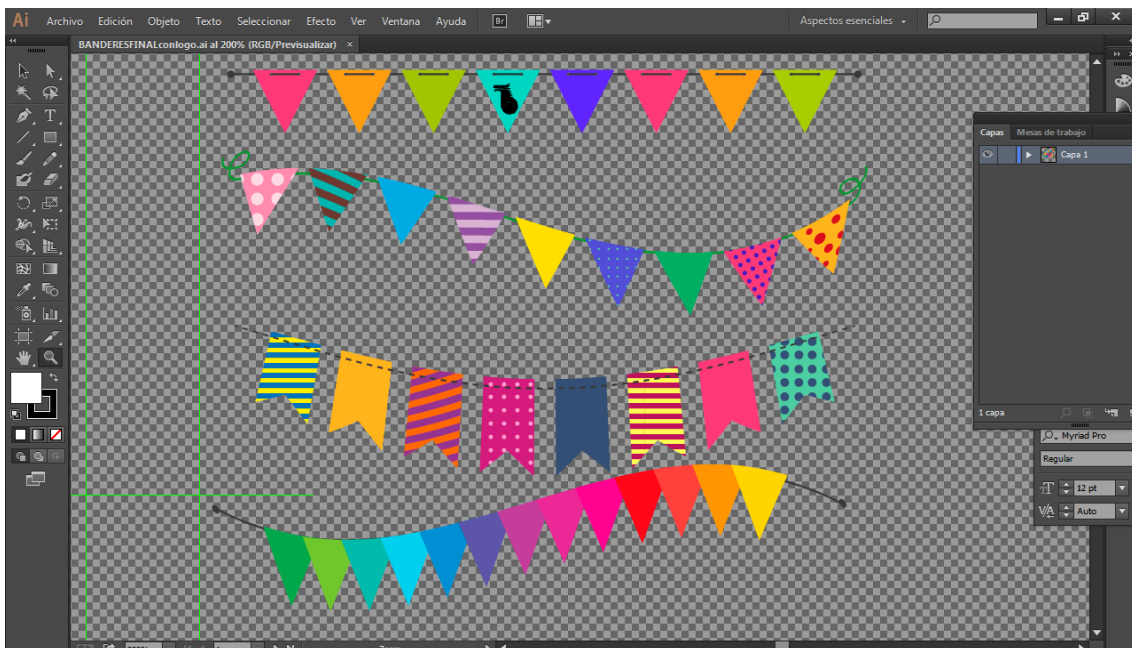 Ai Archivo Edición Objeto Texto Seleccionar Efecto Ver Ventana Ayuda Br Aspectos esenciales
BANDERESFINALconlogo.ai al 200% (RGB/Previsualizar) ×
Capas Mesas de trabajo
Capa 1
1 capa
Myriad Pro
Regular
12 pt
Auto